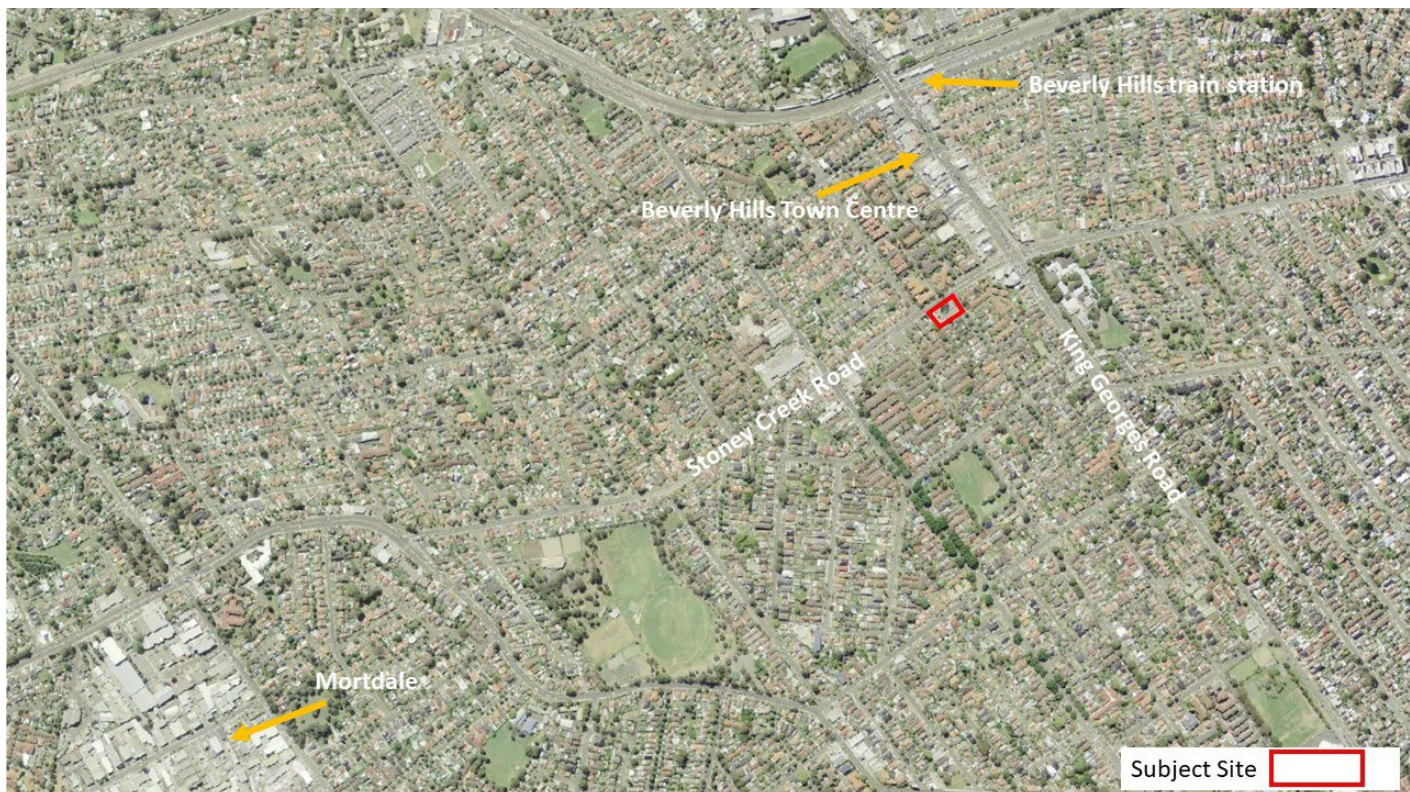 Beverly Hills train station
Beverly Hills Town Centre
King Georges Road
Stoney Creek Road
Mortdale
Subject Site